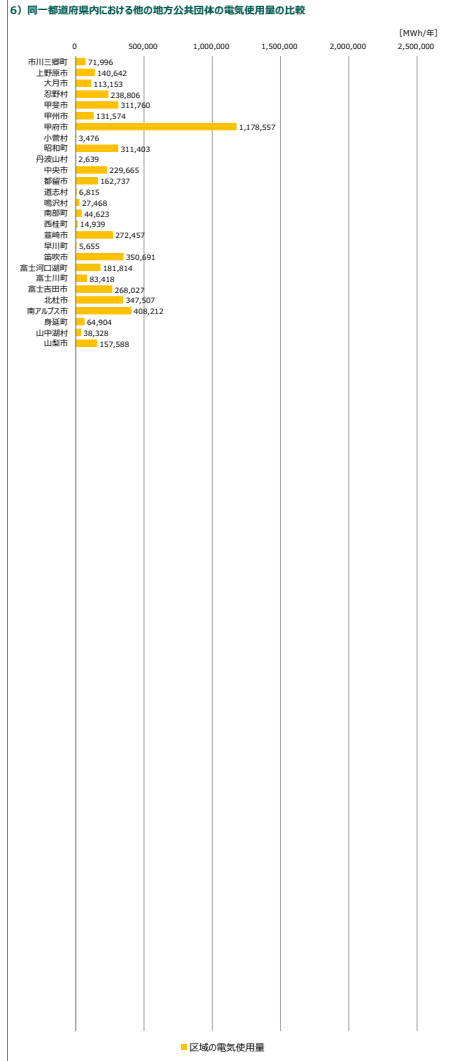 6）同一都道府県内における他の地方公共団体の電気使用量の比較
[MWh/年]
0 500,000 1,000,000 1,500,000 2,000,000 2,500,000
市川三郷町 71,996
上野原市 140,642
大月市 113,153
忍野村 238,806
甲斐市 311,760
甲州市 131,574
甲府市 1,178,557
小菅村 3,476
昭和町 311,403
丹波山村 2,639
中央市 229,665
都留市 162,737
道志村 6,815
鳴沢村 27,468
南部町 44,623
西桂町 14,939
韮崎市 272,457
早川町 5,655
笛吹市 350,691
富士河口湖町 181,814
富士川町 83,418
富士吉田市 268,027
北杜市 347,507
南アルプス市 408,212
身延町 64,904
山中湖村 38,328
山梨市 157,588
区域の電気使用量